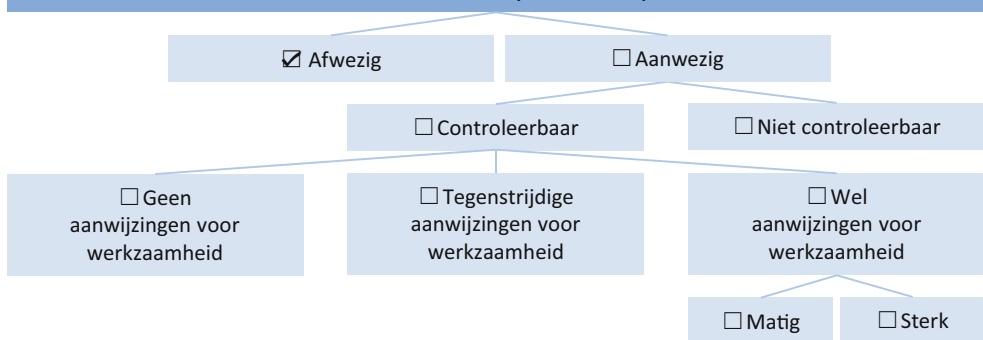 ☑ Afwezig
☐ Aanwezig
☐ Controleerbaar
☐ Niet controleerbaar
☐ Geen
aanwijzingen voor
werkzaamheid
☐ Tegenstrijdige
aanwijzingen voor
werkzaamheid
☐ Wel
aanwijzingen voor
werkzaamheid
☐ Matig
☐ Sterk